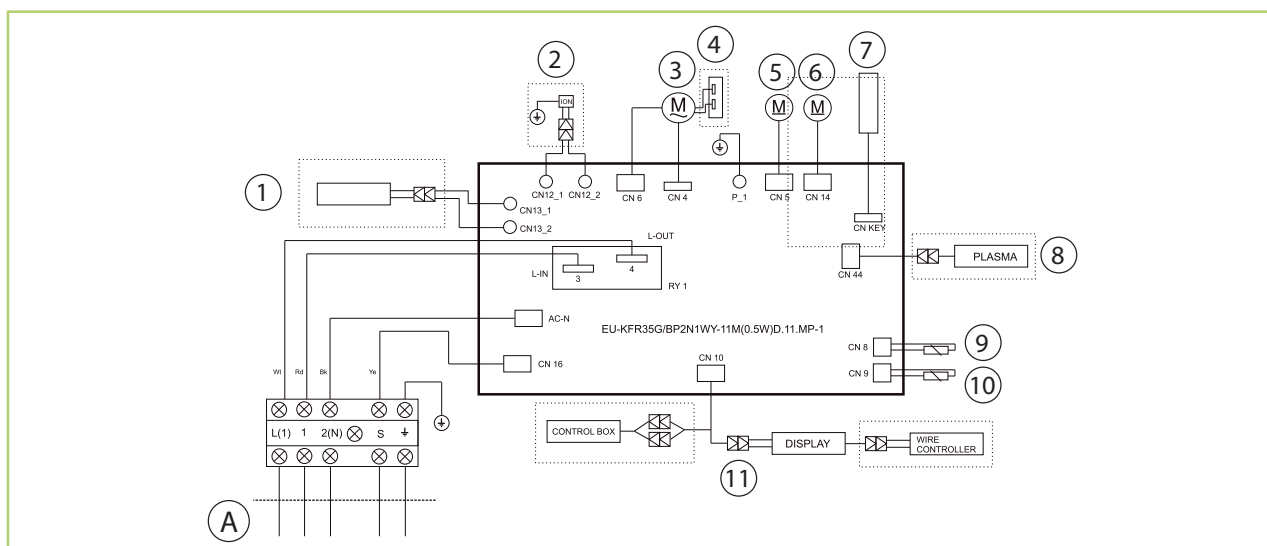 4
7
2
3
5
6
ION
M
M
M
1
CN12_1
CN12_2
CN 6
CN 4
P_1
CN 5
CN 14
CN13_1
CN KEY
CN13_2
L-OUT
CN 44
PLASMA
8
L-IN
3
4
RY 1
AC-N
EU-KFR35G/BP2N1WY-11M(0.5W)D.11.MP-1
CN 8
9
CN 10
CN 16
CN 9
10
Wt
Rd
Bk
Ye
L(1)
1
2(N)
S
CONTROL BOX
DISPLAY
WIRE
CONTROLLER
11
A